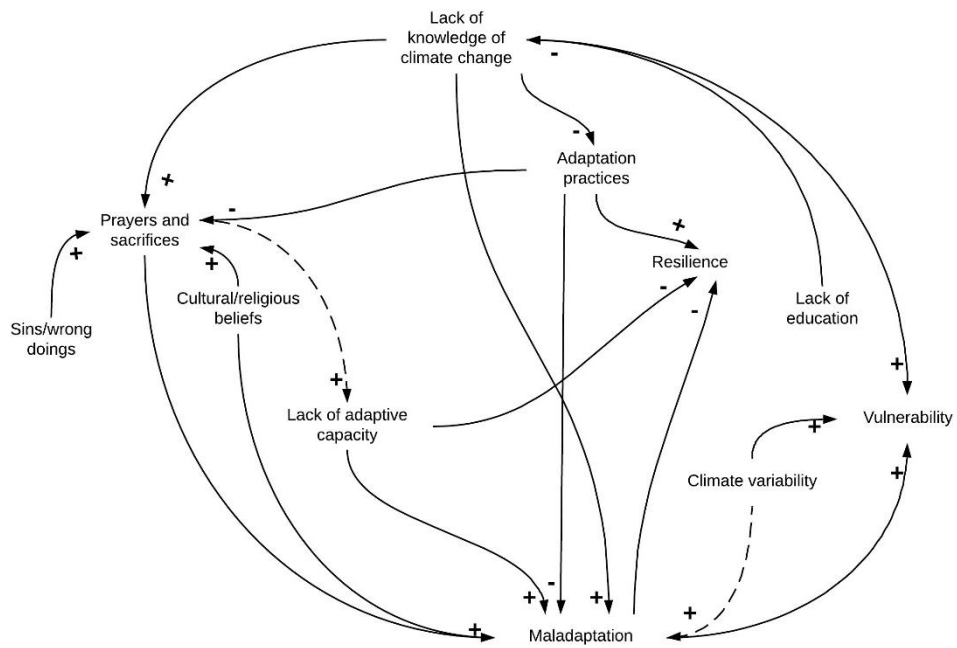 Lack of
knowledge of
climate change
-
-
Adaptation
practices
+
-
Prayers and
sacrifices
+
+
Resilience
+
-
-
Cultural/religious
beliefs
Lack of
education
Sins/wrong
doings
+
+
Lack of adaptive
capacity
Vulnerability
+
+
Climate variability
-
+
+
+
+
Maladaptation